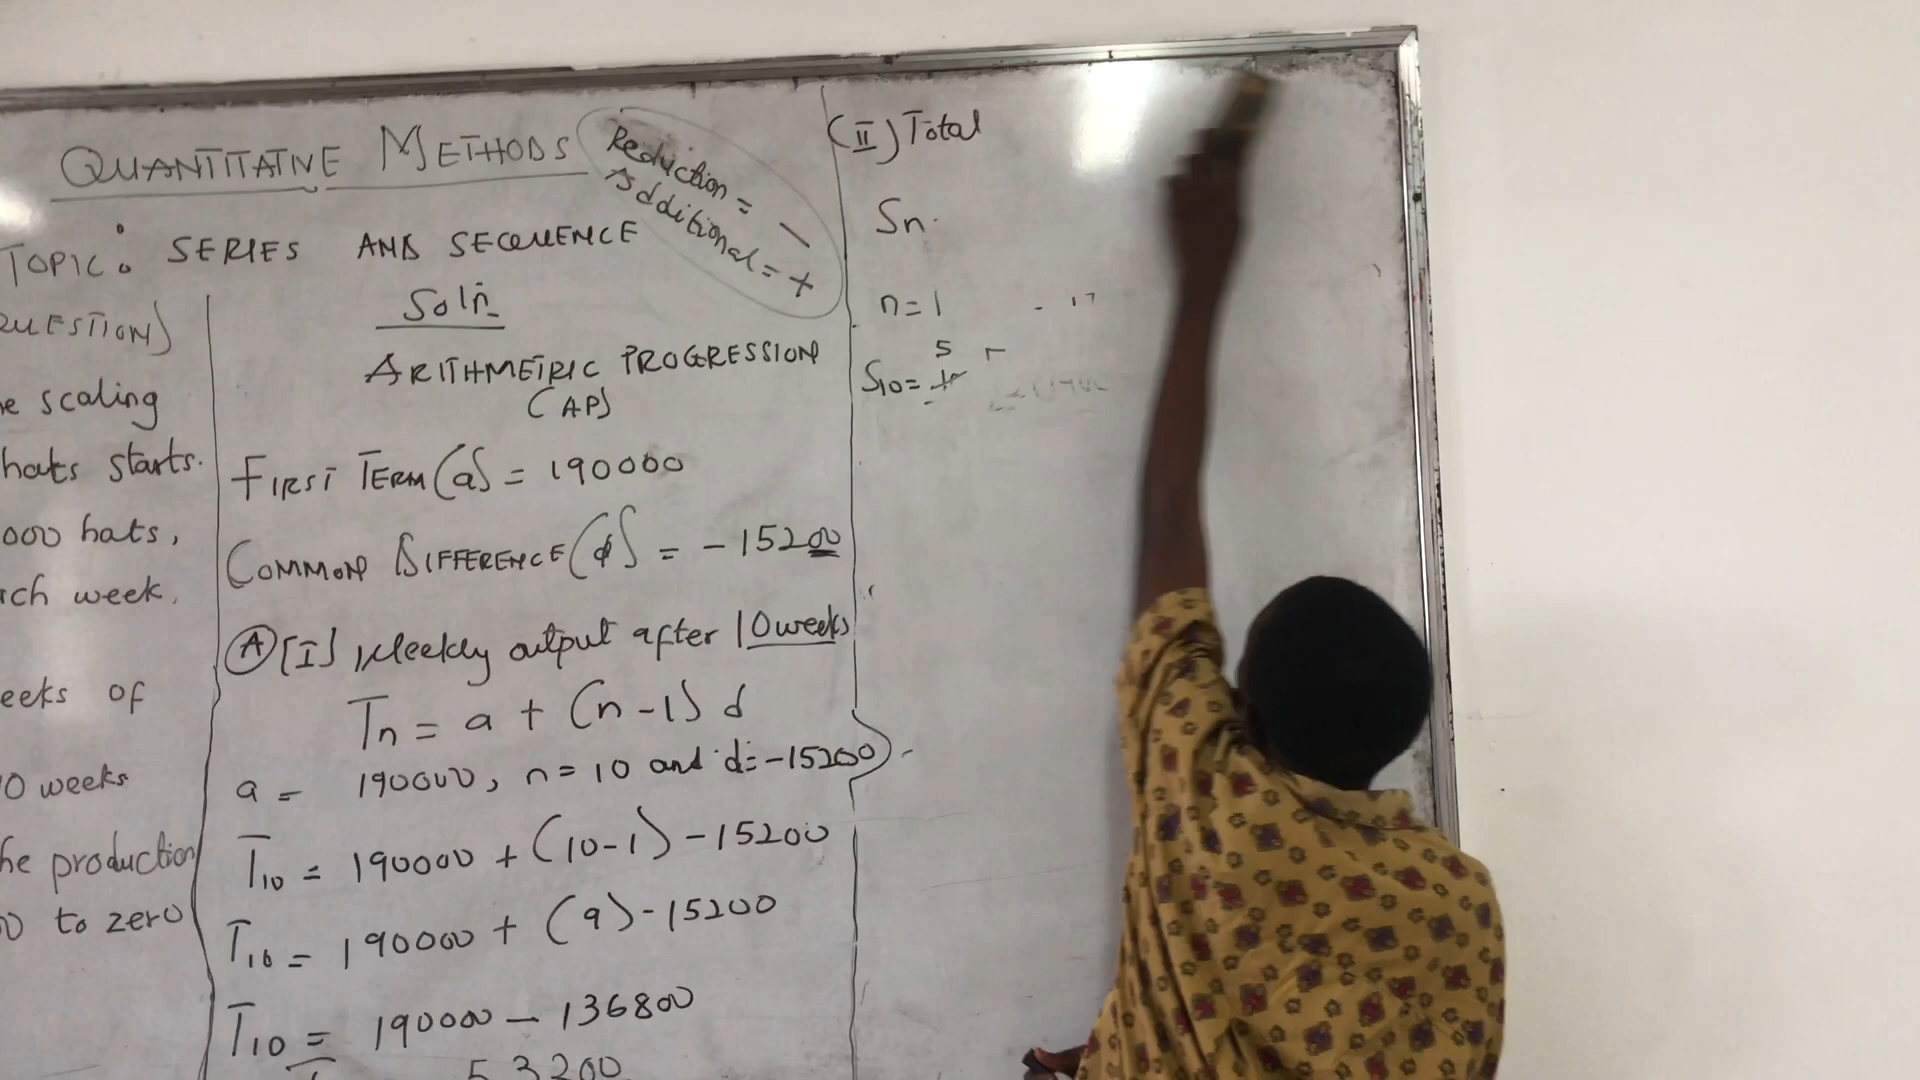 QUANTITATIVE METHODS
Reduction = -
Additional = +
TOPIC: SERIES AND SEQUENCE
QUESTION)
e scaling
hats starts.
000 hats,
ach week.
eeks of
0 weeks
he production
0 to zero
Soln
ARITHMETRIC PROGRESSION
(AP)
FIRST TERM (a) = 190000
COMMON DIFFERENCE (d) = -15200
(A) [I] Weekly output after 10 weeks
Tn = a + (n-1) d
a = 190000, n = 10 and d = -15200
T10 = 190000 + (10-1) -15200
T10 = 190000 + (9) -15200
T10 = 190000 - 136800
53200
(II) Total
Sn
n = 1
5
S10 =